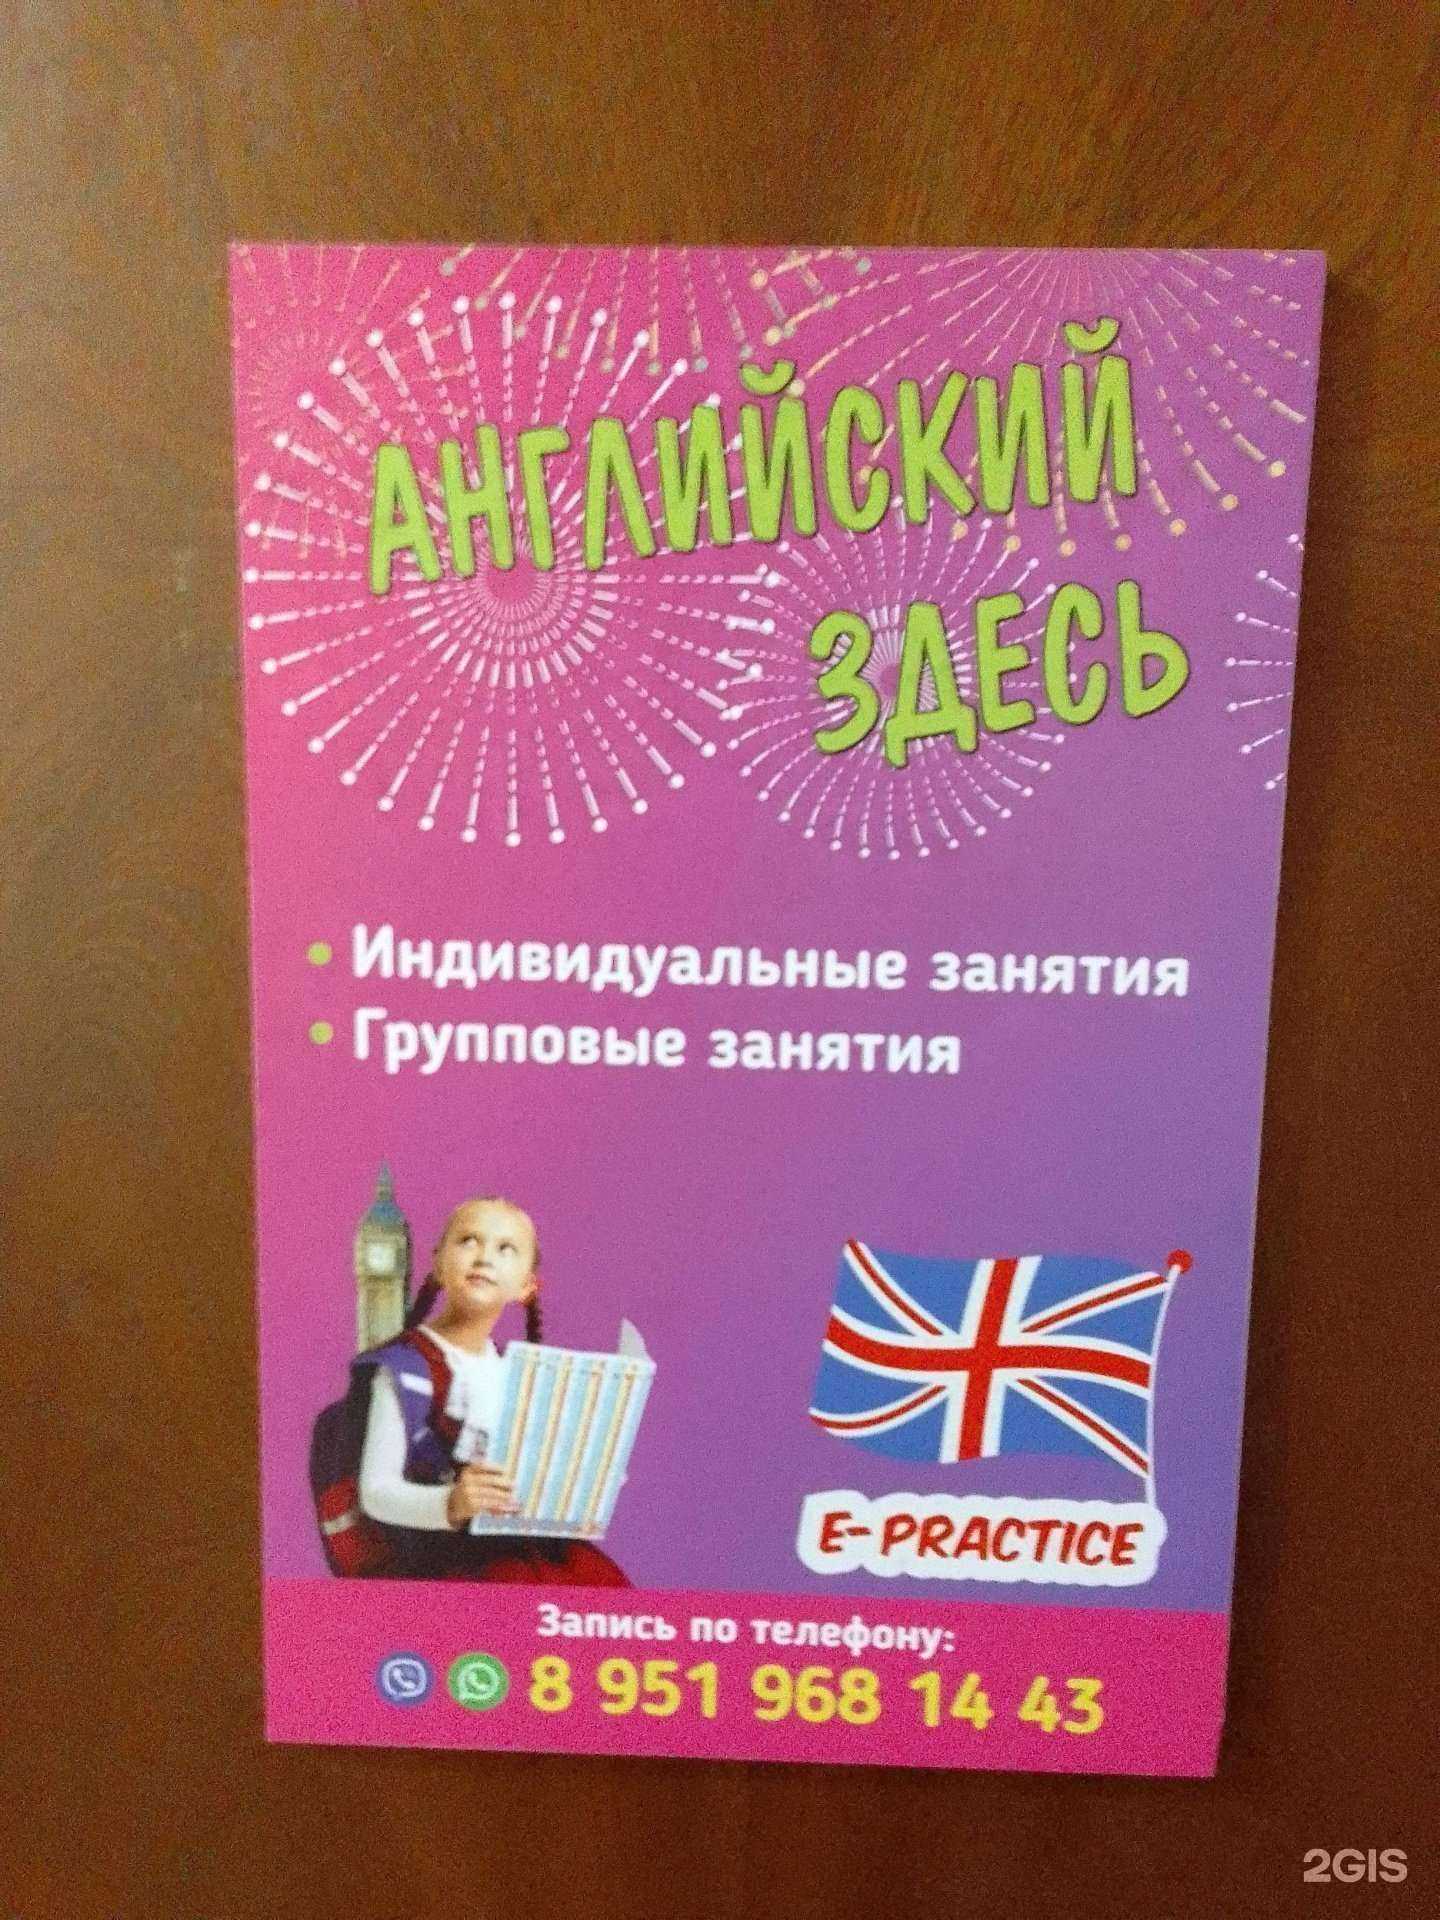 АНГЛИЙСКИЙ
ЗДЕСЬ
• Индивидуальные занятия
• Групповые занятия
E-PRACTICE
Запись по телефону:
8 951 968 14 43
2GIS